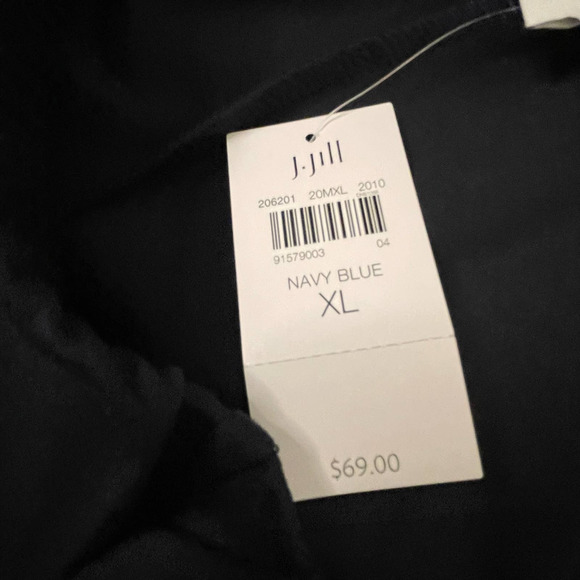 J.Jill
206201 20MXL 2010
91579003 04
NAVY BLUE
XL
$69.00